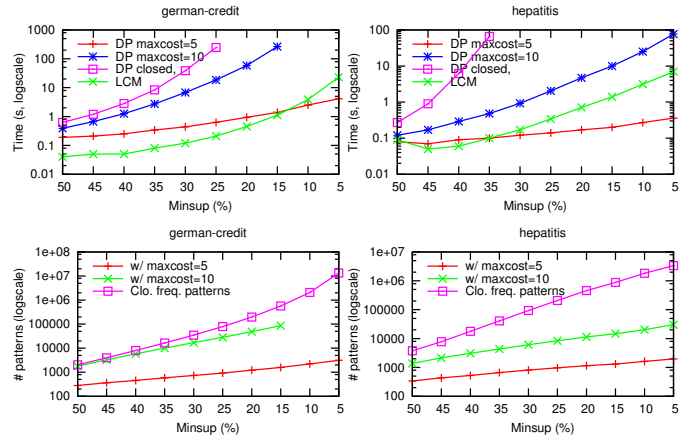 german-credit
Time (s, logscale)
1000
100
10
1
0.1
0.01
DP maxcost=5
DP maxcost=10
DP closed,
LCM
50 45 40 35 30 25 20 15 10 5
Minsup (%)
hepatitis
Time (s, logscale)
100
10
1
0.1
0.01
DP maxcost=5
DP maxcost=10
DP closed,
LCM
50 45 40 35 30 25 20 15 10 5
Minsup (%)
german-credit
# patterns (logscale)
1e+08
1e+07
1e+06
100000
10000
1000
100
w/ maxcost=5
w/ maxcost=10
Clo. freq. patterns
50 45 40 35 30 25 20 15 10 5
Minsup (%)
hepatitis
# patterns (logscale)
1e+07
1e+06
100000
10000
1000
100
w/ maxcost=5
w/ maxcost=10
Clo. freq. patterns
50 45 40 35 30 25 20 15 10 5
Minsup (%)